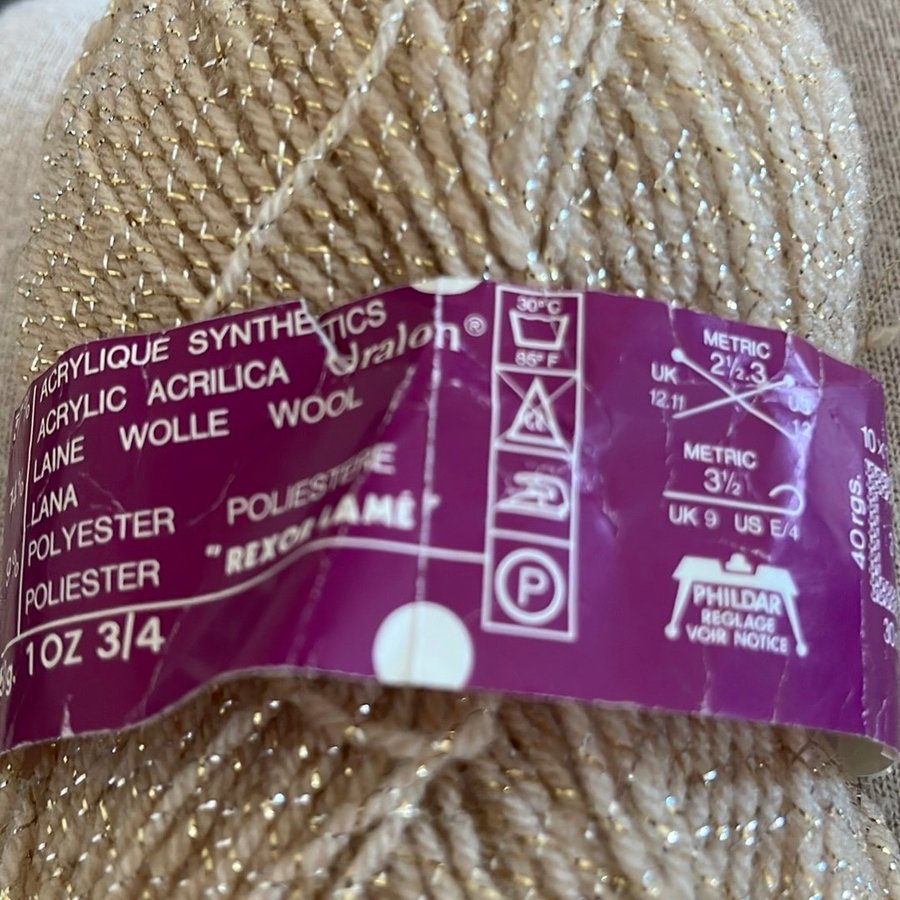 ACRYLIQUE SYNTHETICS
ACRYLIC ACRILICA
LAINE WOLLE WOOL
LANA
POLYESTER POLIESTERE
POLIESTER "REXOR LAMÉ"
1 OZ 3/4
30° C
85° F
P
METRIC
2½.3
UK
12.11
METRIC
3½
UK 9 US E/4
PHILDAR
REGLAGE
VOIR NOTICE
40 rgs.
10 x
30